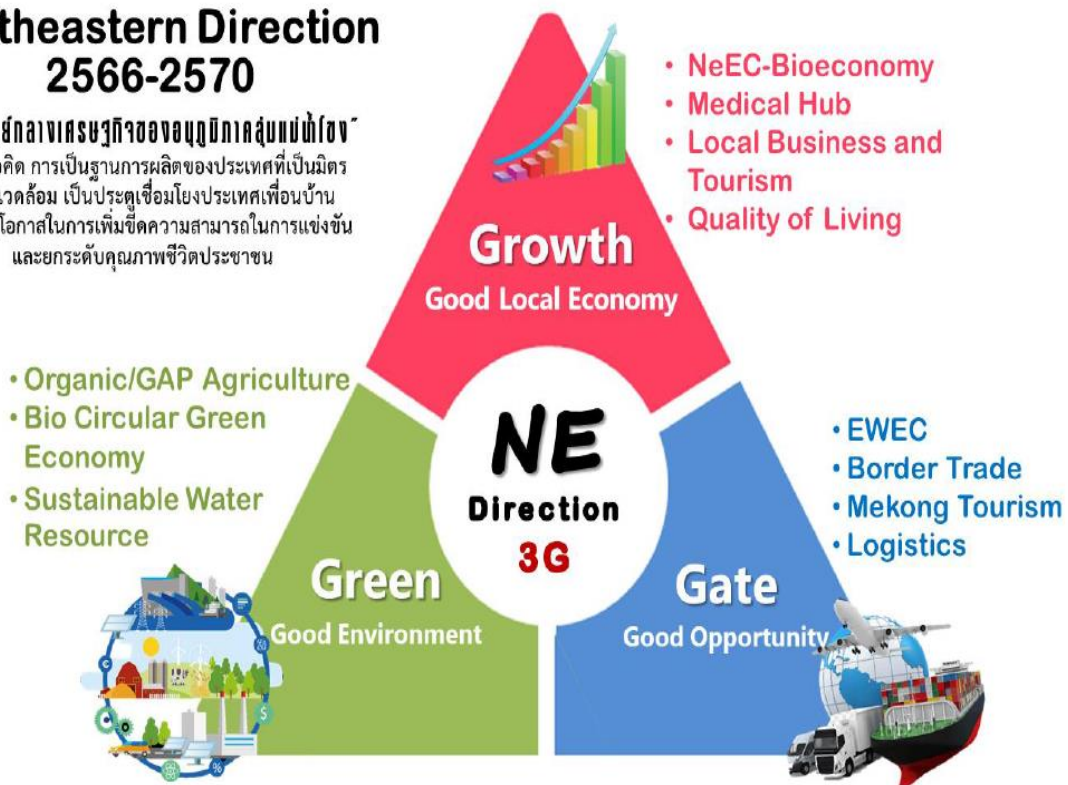 theastern Direction
2566-2570
ย์กลางเศรษฐกิจของอนุภูมิภาคลุ่มแม่น้ำโขง"
คิด การเป็นฐานการผลิตของประเทศที่เป็นมิตร
วดล้อม เป็นประตูเชื่อมโยงประเทศเพื่อนบ้าน
โอกาสในการเพิ่มขีดความสามารถในการแข่งขัน
และยกระดับคุณภาพชีวิตประชาชน
• NeEC-Bioeconomy
• Medical Hub
• Local Business and
Tourism
• Quality of Living
Growth
Good Local Economy
• Organic/GAP Agriculture
• Bio Circular Green
Economy
• Sustainable Water
Resource
NE
Direction
3G
• EWEC
• Border Trade
• Mekong Tourism
• Logistics
Green
Good Environment
Gate
Good Opportunity